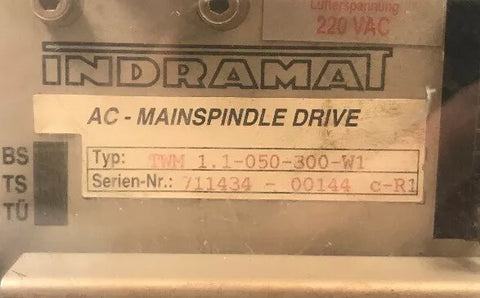 Lüfterspannung
220 VAC
INDRAMAT
AC - MAINSPINDLE DRIVE
Typ: TWM 1.1-050-300-W1
Serien-Nr.: 711434 - 00144 c-R1
BS
TS
TÜ